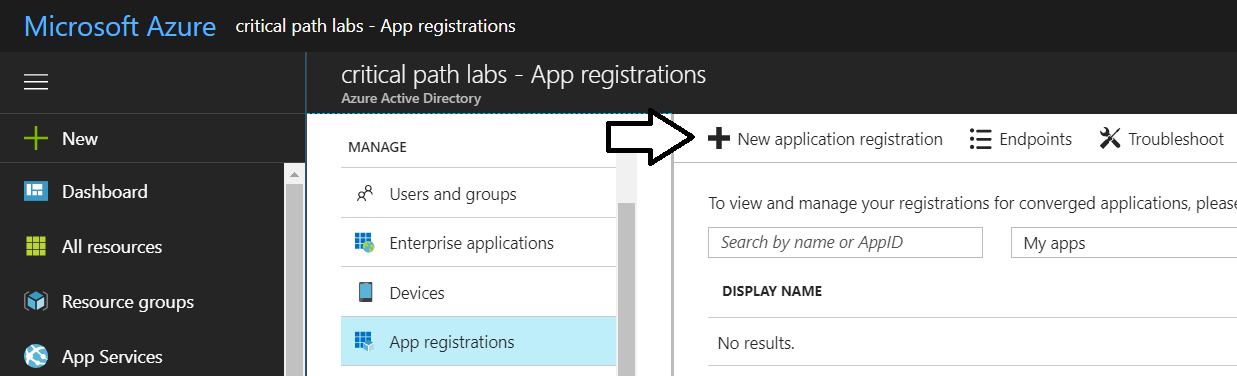 Microsoft Azure critical path labs - App registrations
critical path labs - App registrations
Azure Active Directory
New
Dashboard
All resources
Resource groups
App Services
MANAGE
Users and groups
Enterprise applications
Devices
App registrations
New application registration Endpoints Troubleshoot
To view and manage your registrations for converged applications, please
Search by name or AppID My apps
DISPLAY NAME
No results.